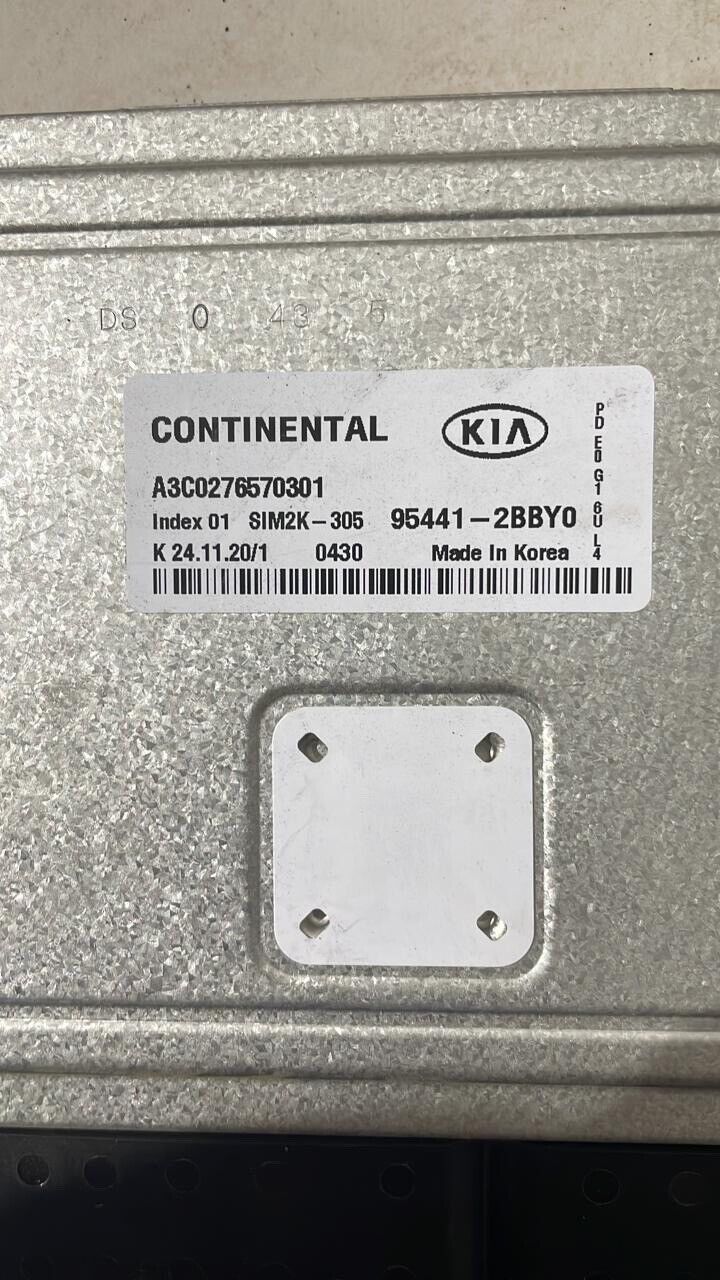 DS 0 43 5
CONTINENTAL
KIA
A3C0276570301
Index 01 SIM2K-305 95441-2BBY0
K 24.11.20/1 0430 Made In Korea
PD E0 G1 6U L4